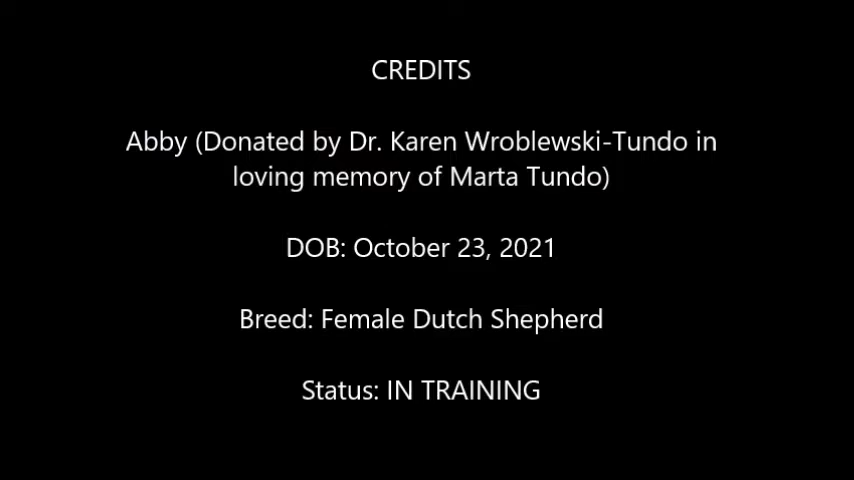 CREDITS
Abby (Donated by Dr. Karen Wroblewski-Tundo in
loving memory of Marta Tundo)
DOB: October 23, 2021
Breed: Female Dutch Shepherd
Status: IN TRAINING